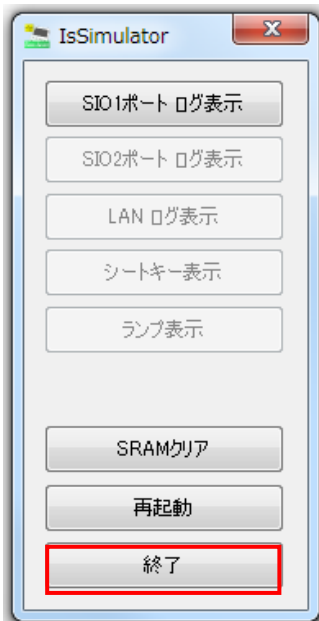 IsSimulator
SIO1ポート ログ表示
SIO2ポート ログ表示
LAN ログ表示
シートキー表示
ランプ表示
SRAMクリア
再起動
終了